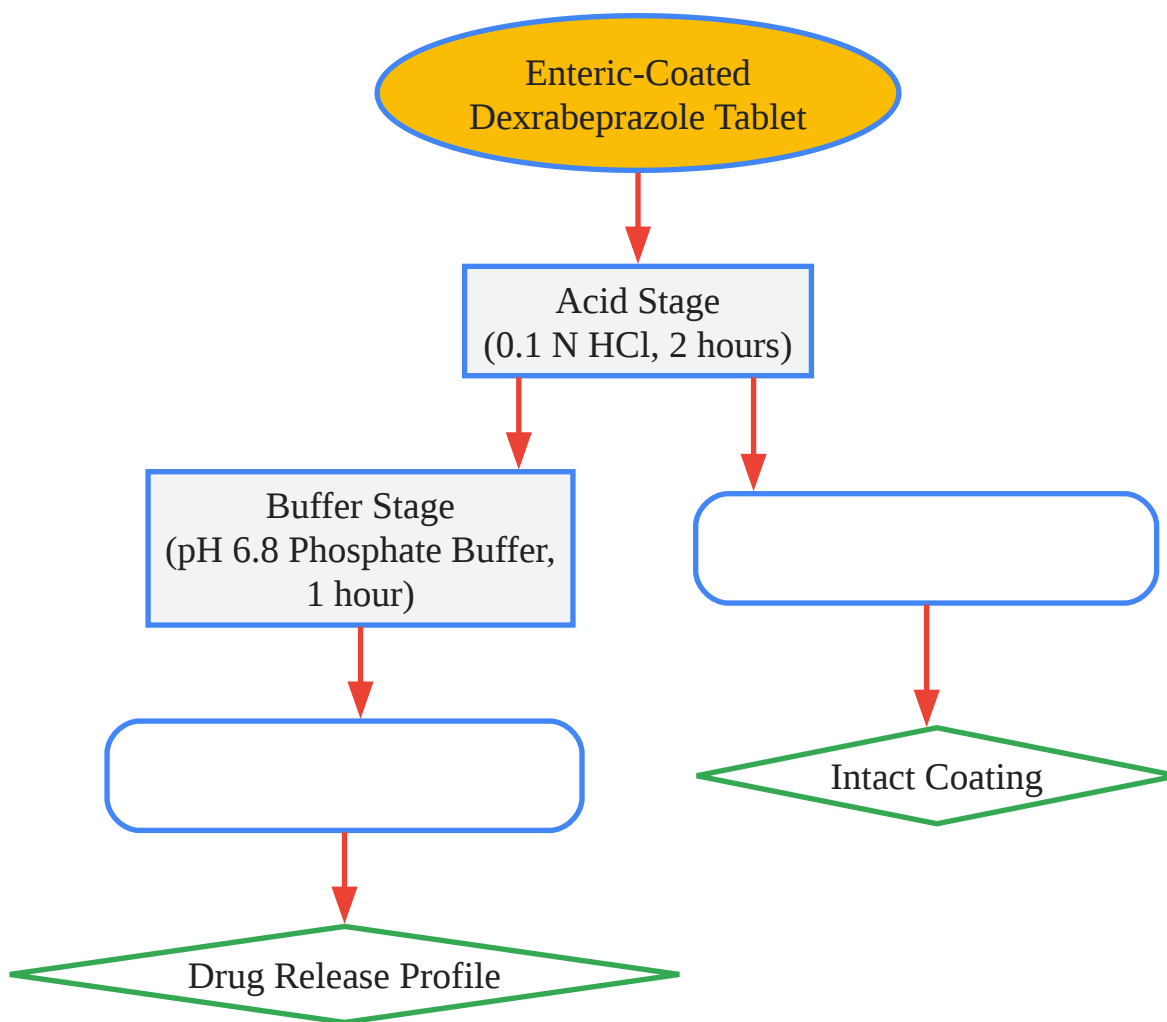 Enteric-Coated
Dexrabeprazole Tablet
Acid Stage
(0.1 N HCl, 2 hours)
Buffer Stage
(pH 6.8 Phosphate Buffer,
1 hour)
Intact Coating
Drug Release Profile